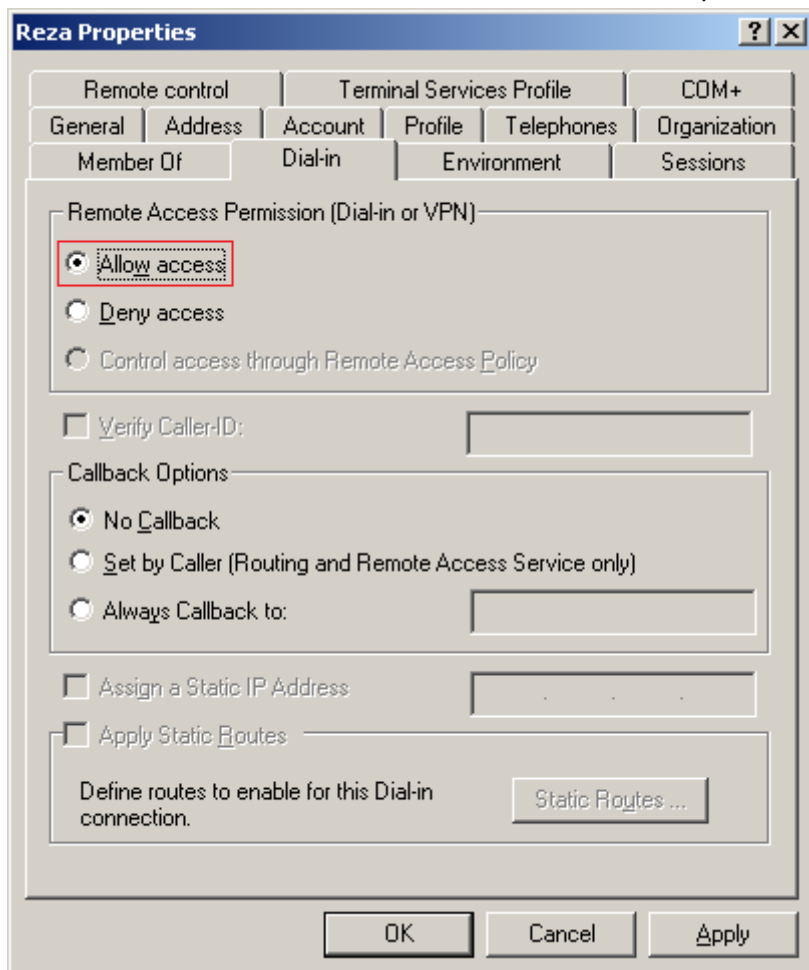 Reza Properties
Remote control Terminal Services Profile COM+
General Address Account Profile Telephones Organization
Member Of Dial-in Environment Sessions
Remote Access Permission (Dial-in or VPN)
Allow access
Deny access
Control access through Remote Access Policy
Verify Caller-ID:
Callback Options
No Callback
Set by Caller (Routing and Remote Access Service only)
Always Callback to:
Assign a Static IP Address . . .
Apply Static Routes
Define routes to enable for this Dial-in
connection.
Static Routes ...
OK Cancel Apply